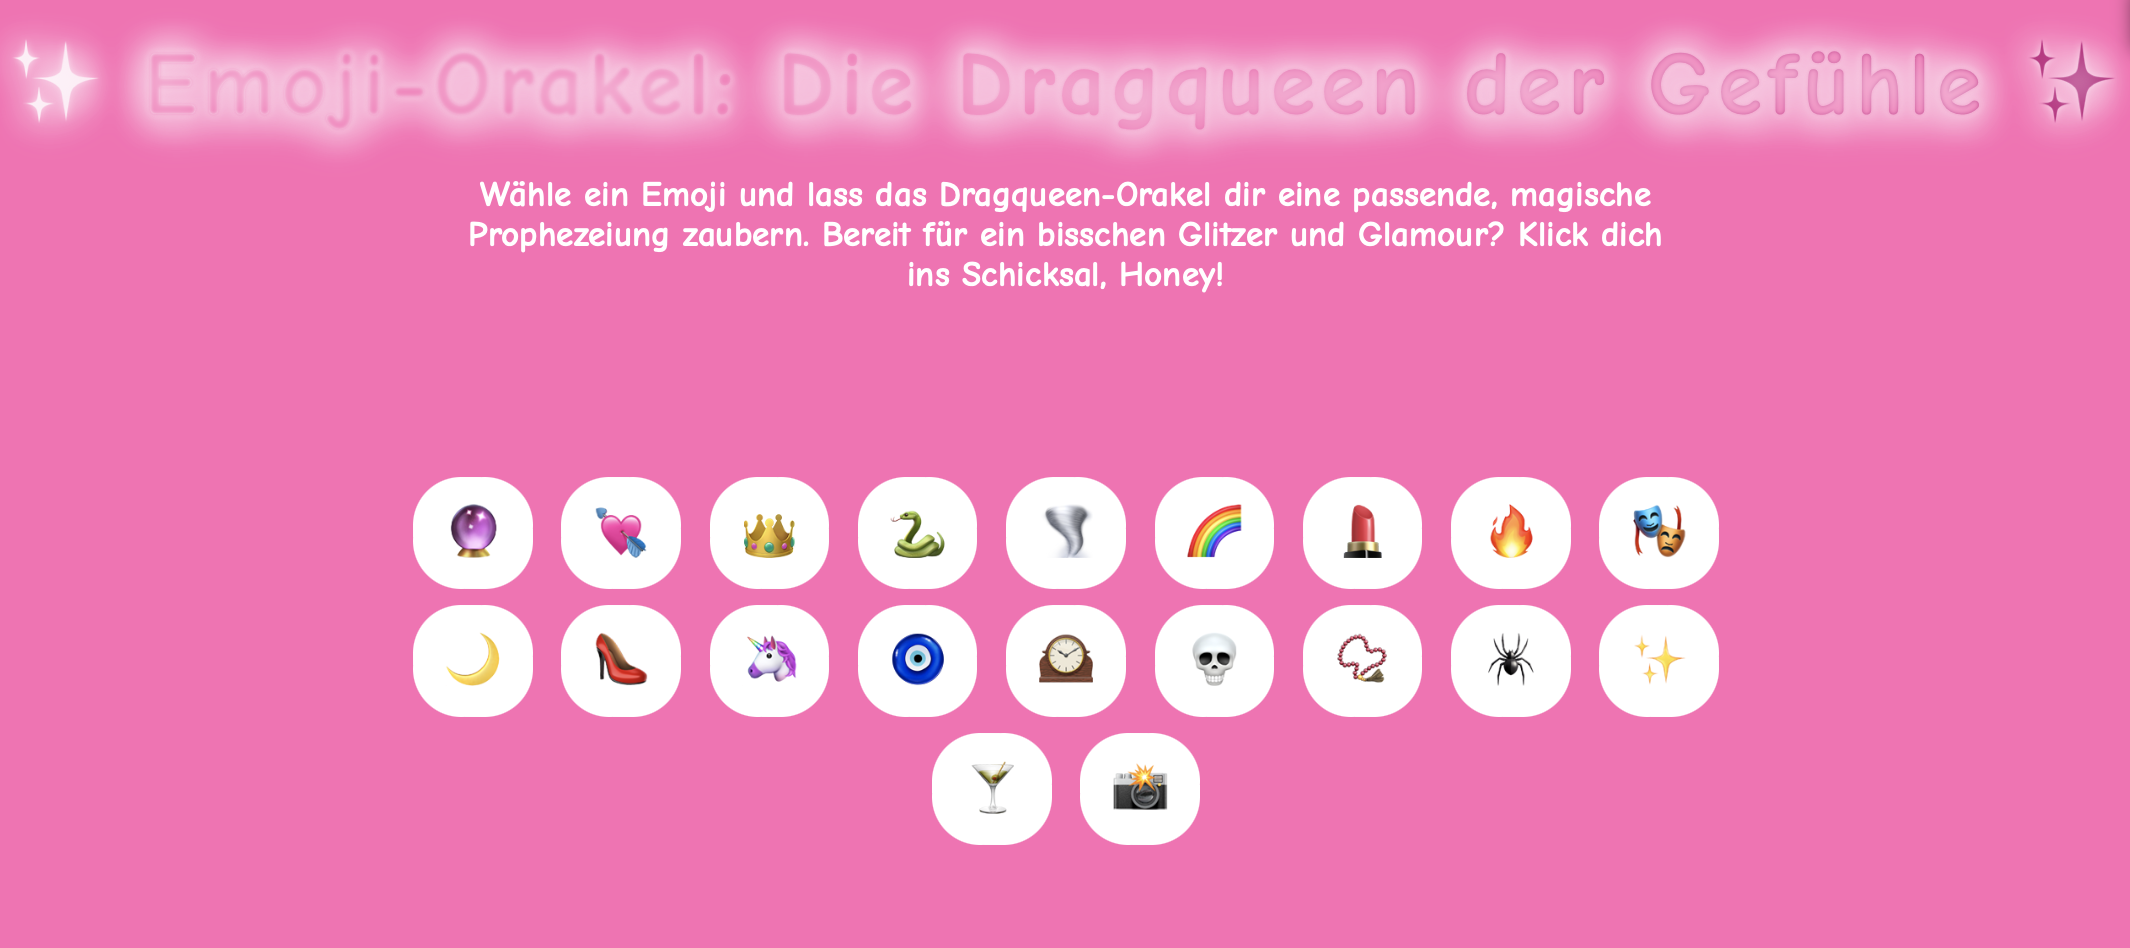 Emoji-Orakel: Die Dragqueen der Gefühle
Wähle ein Emoji und lass das Dragqueen-Orakel dir eine passende, magische
Prophezeiung zaubern. Bereit für ein bisschen Glitzer und Glamour? Klick dich
ins Schicksal, Honey!